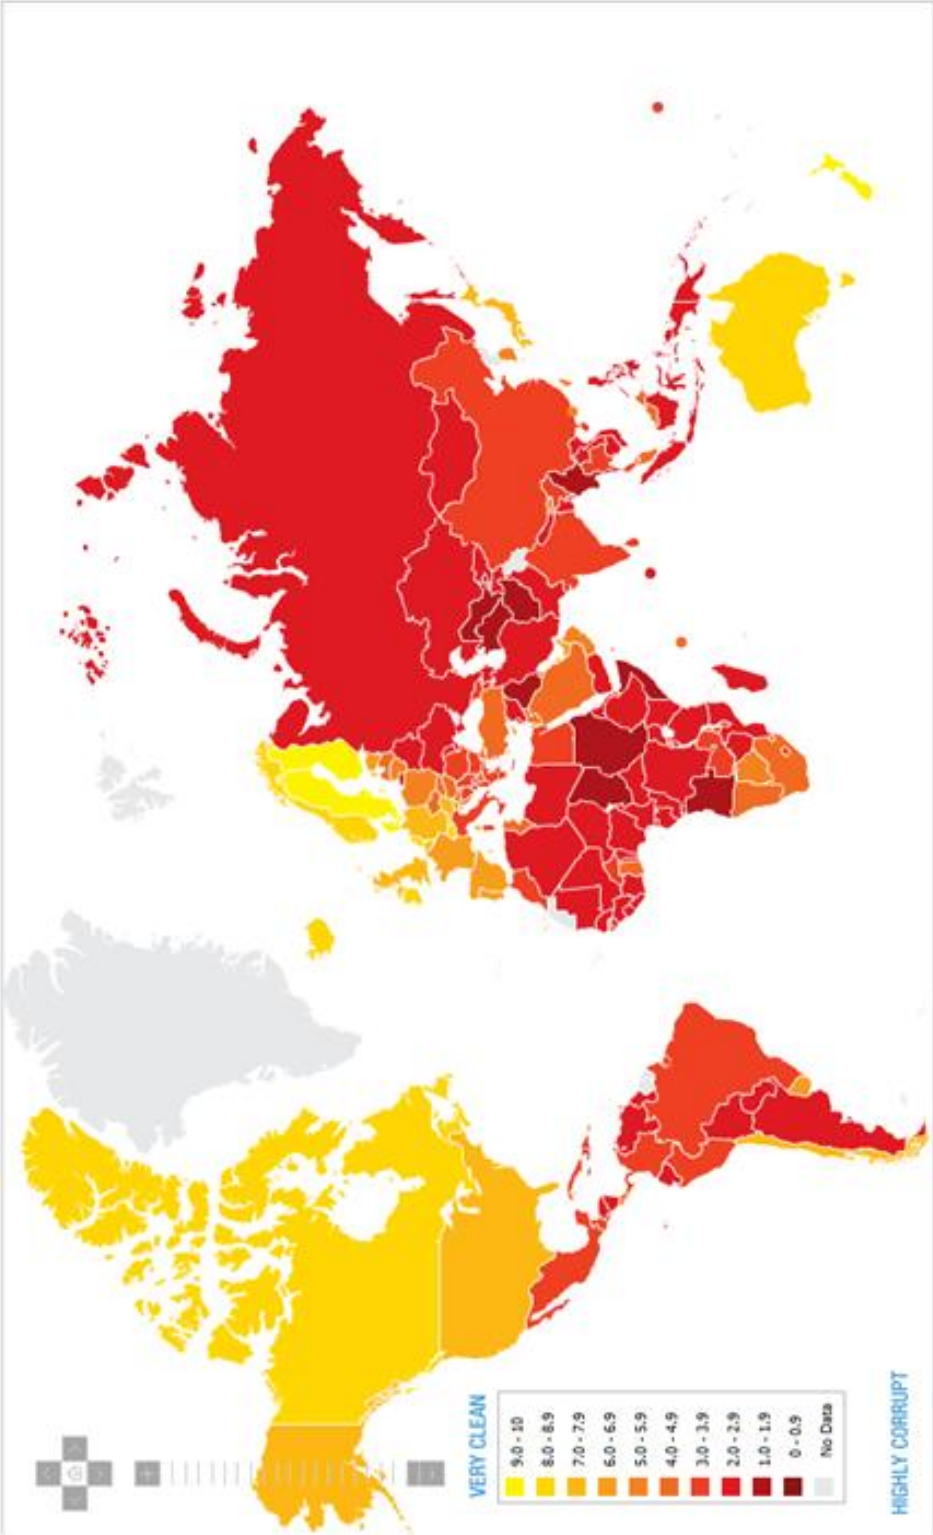 VERY CLEAN
9.0 - 10
8.0 - 8.9
7.0 - 7.9
6.0 - 6.9
5.0 - 5.9
4.0 - 4.9
3.0 - 3.9
2.0 - 2.9
1.0 - 1.9
0 - 0.9
No Data
HIGHLY CORRUPT